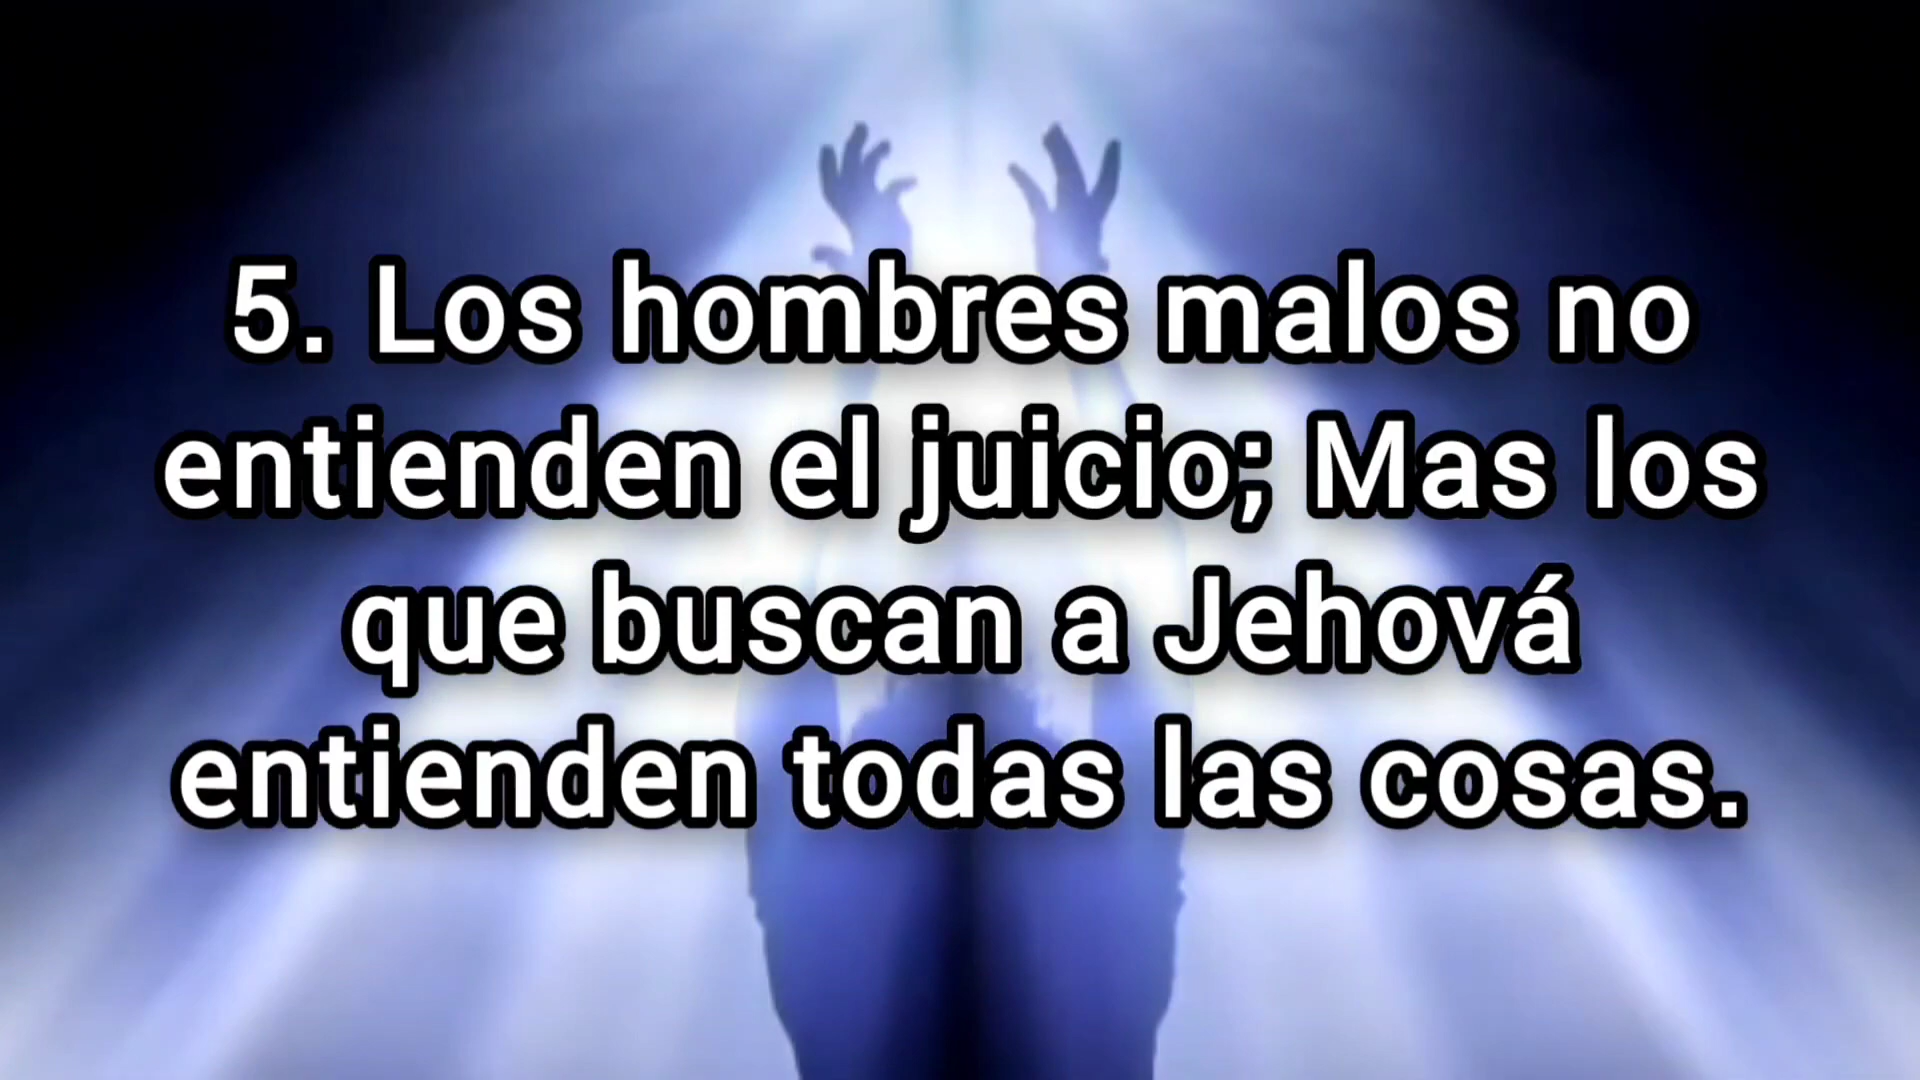 5. Los hombres malos no
entienden el juicio; Mas los
que buscan a Jehová
entienden todas las cosas.